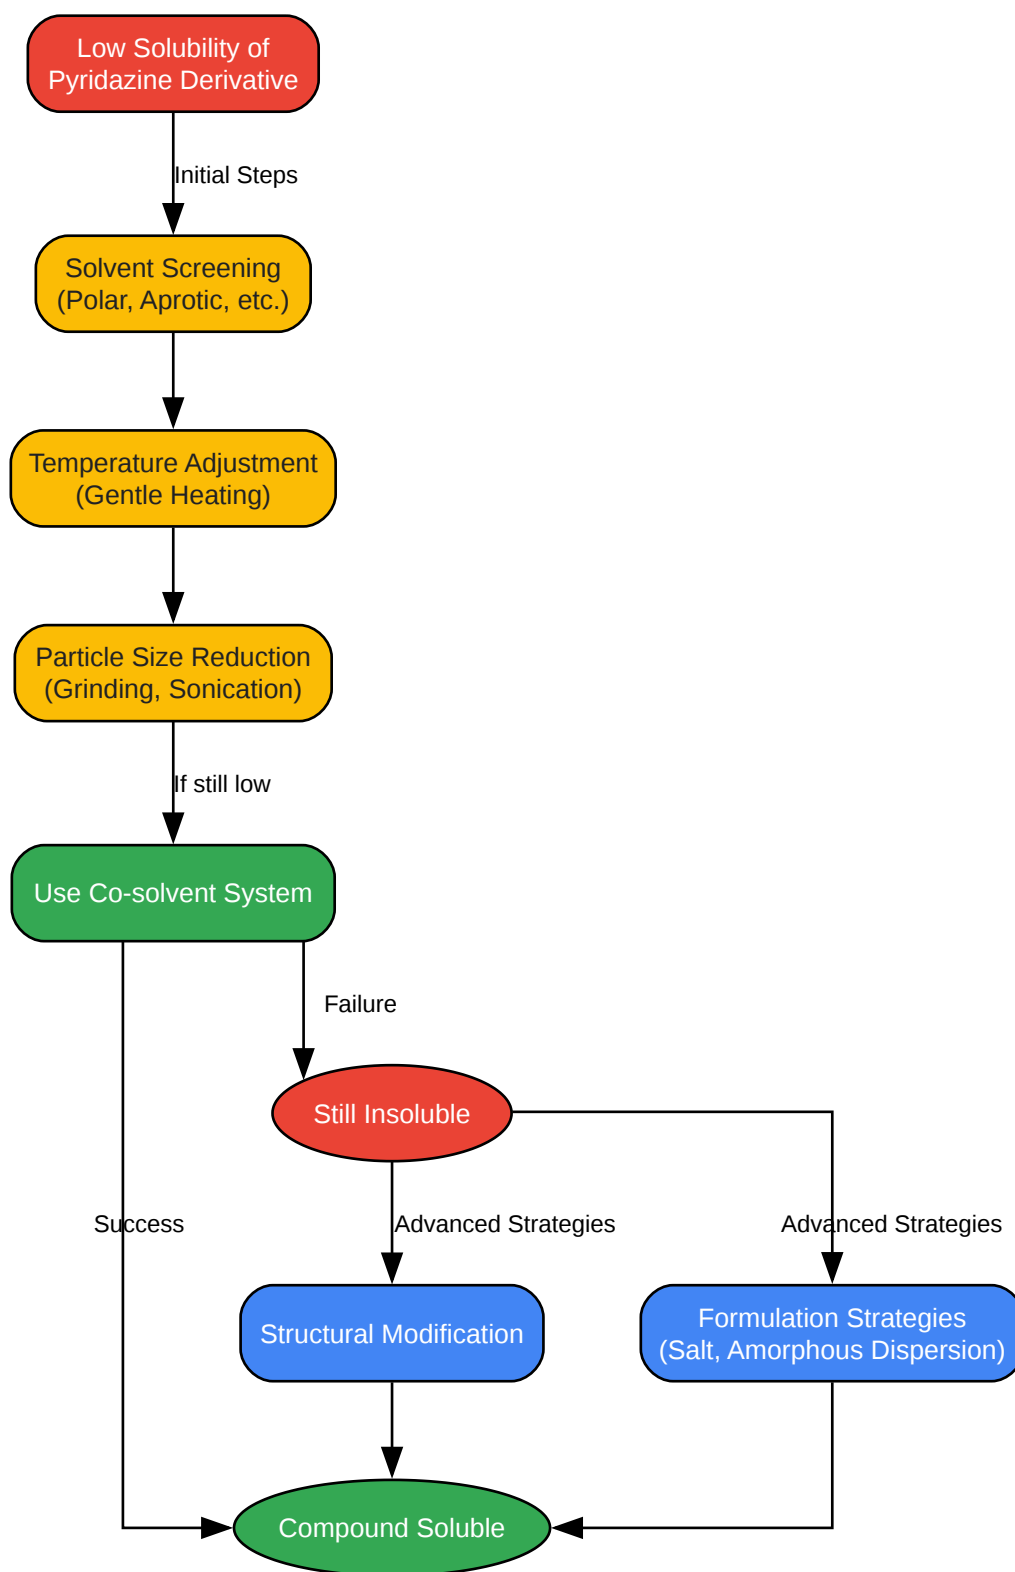 Low Solubility of
Pyridazine Derivative
Initial Steps
Solvent Screening
(Polar, Aprotic, etc.)
Temperature Adjustment
(Gentle Heating)
Particle Size Reduction
(Grinding, Sonication)
If still low
Use Co-solvent System
Failure
Still Insoluble
Success
Advanced Strategies
Advanced Strategies
Structural Modification
Formulation Strategies
(Salt, Amorphous Dispersion)
Compound Soluble